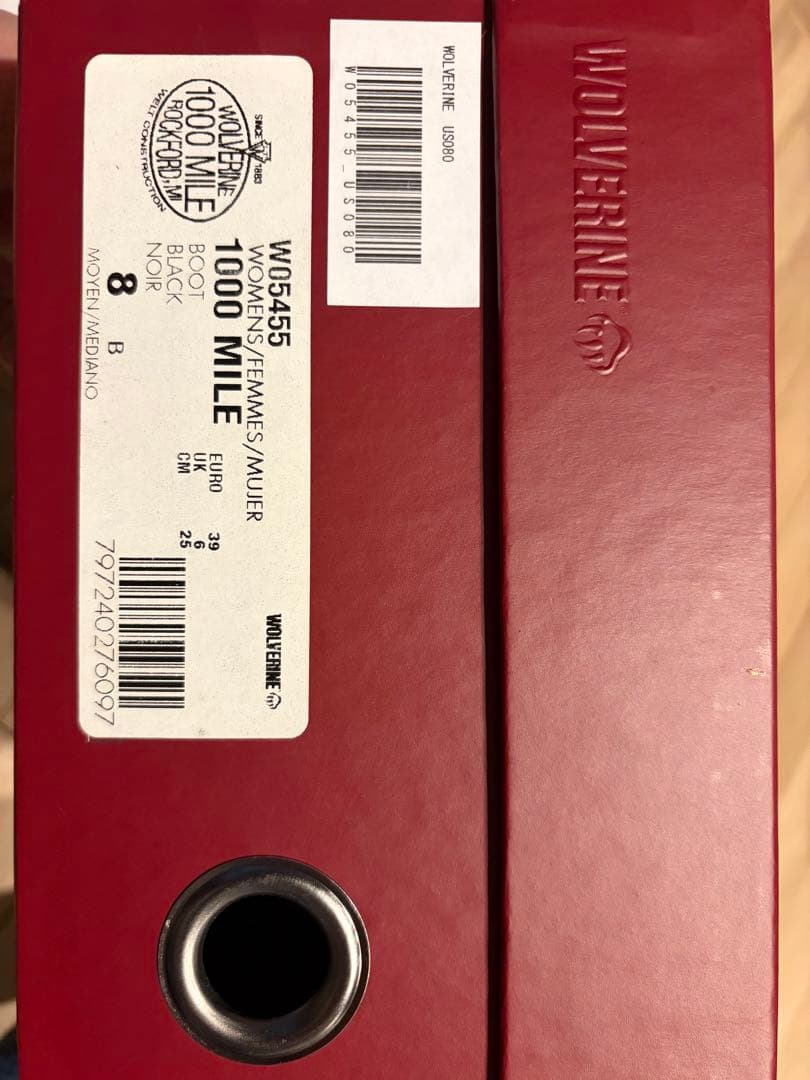 WOLVERINE
WOLVERINE US080
W05455_US080
SINCE 1883
WOLVERINE
1000 MILE
ROCKFORD, MI
WELT CONSTRUCTION
W05455
WOMENS/FEMMES/MUJER
1000 MILE
BOOT
BLACK
NOIR
8 B
MOYEN/MEDIANO
EURO 39
UK 6
CM 25
WOLVERINE
797240276097